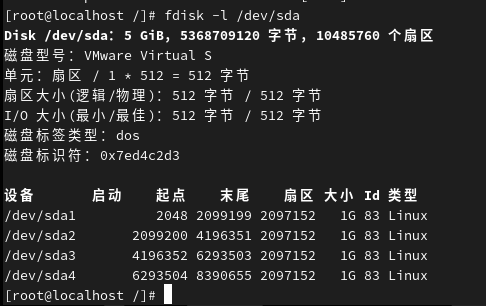 [root@localhost /]# fdisk -l /dev/sda
Disk /dev/sda：5 GiB，5368709120 字节，10485760 个扇区
磁盘型号：VMware Virtual S
单元：扇区 / 1 * 512 = 512 字节
扇区大小(逻辑/物理)：512 字节 / 512 字节
I/O 大小(最小/最佳)：512 字节 / 512 字节
磁盘标签类型：dos
磁盘标识符：0x7ed4c2d3
设备 启动 起点 末尾 扇区 大小 Id 类型
/dev/sda1 2048 2099199 2097152 1G 83 Linux
/dev/sda2 2099200 4196351 2097152 1G 83 Linux
/dev/sda3 4196352 6293503 2097152 1G 83 Linux
/dev/sda4 6293504 8390655 2097152 1G 83 Linux
[root@localhost /]#